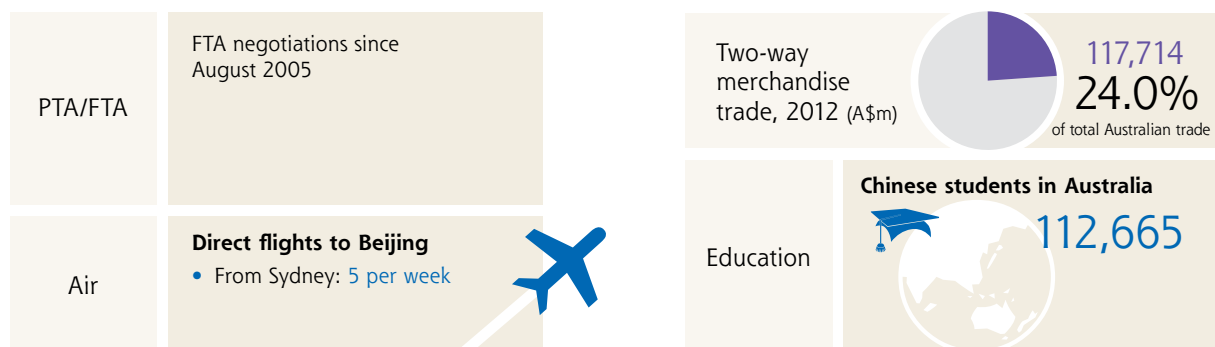 PTA/FTA
FTA negotiations since
August 2005
Air
Direct flights to Beijing
• From Sydney: 5 per week
Two-way
merchandise
trade, 2012 (A$m)
117,714
24.0%
of total Australian trade
Education
Chinese students in Australia
112,665